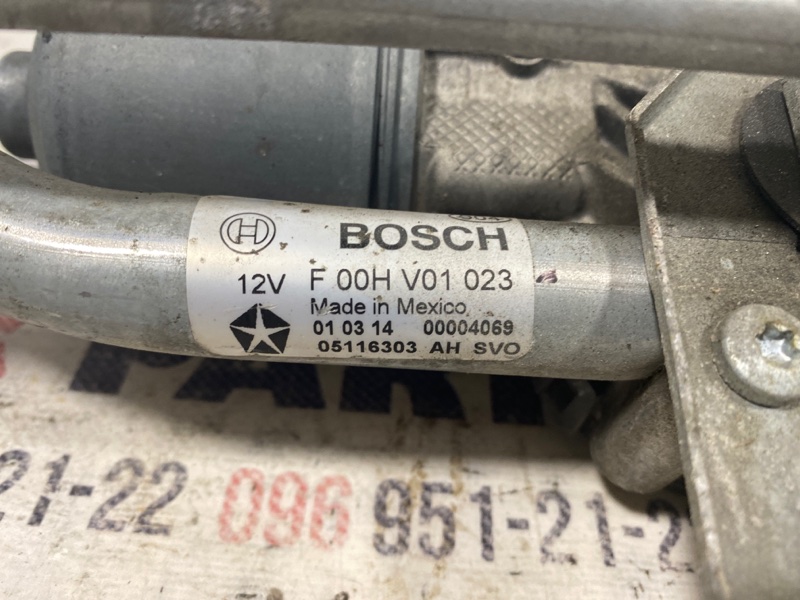 BOSCH
12V F 00H V01 023
Made in Mexico
01 03 14 00004069
05116303 AH SVO
-21-22 096 951-21-2